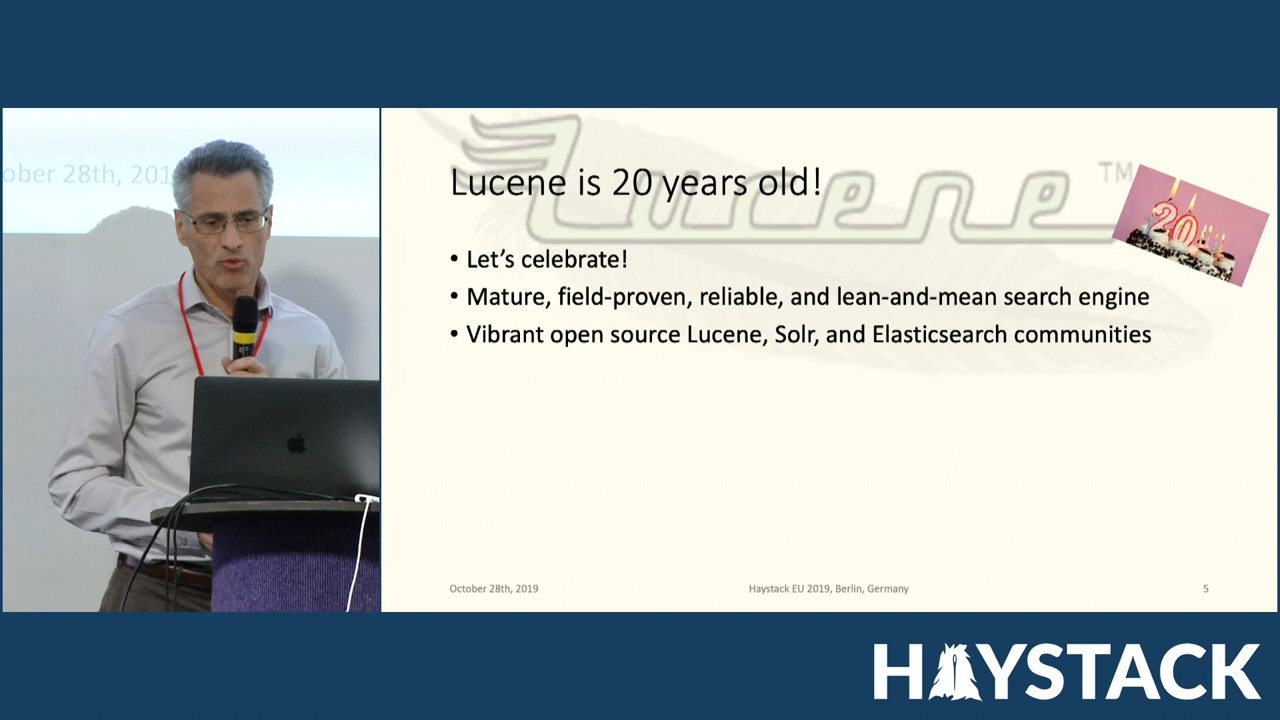 ober 28th, 201
Lucene
TM
Lucene is 20 years old!
20
• Let's celebrate!
• Mature, field-proven, reliable, and lean-and-mean search engine
• Vibrant open source Lucene, Solr, and Elasticsearch communities
October 28th, 2019
Haystack EU 2019, Berlin, Germany
5
HAYSTACK